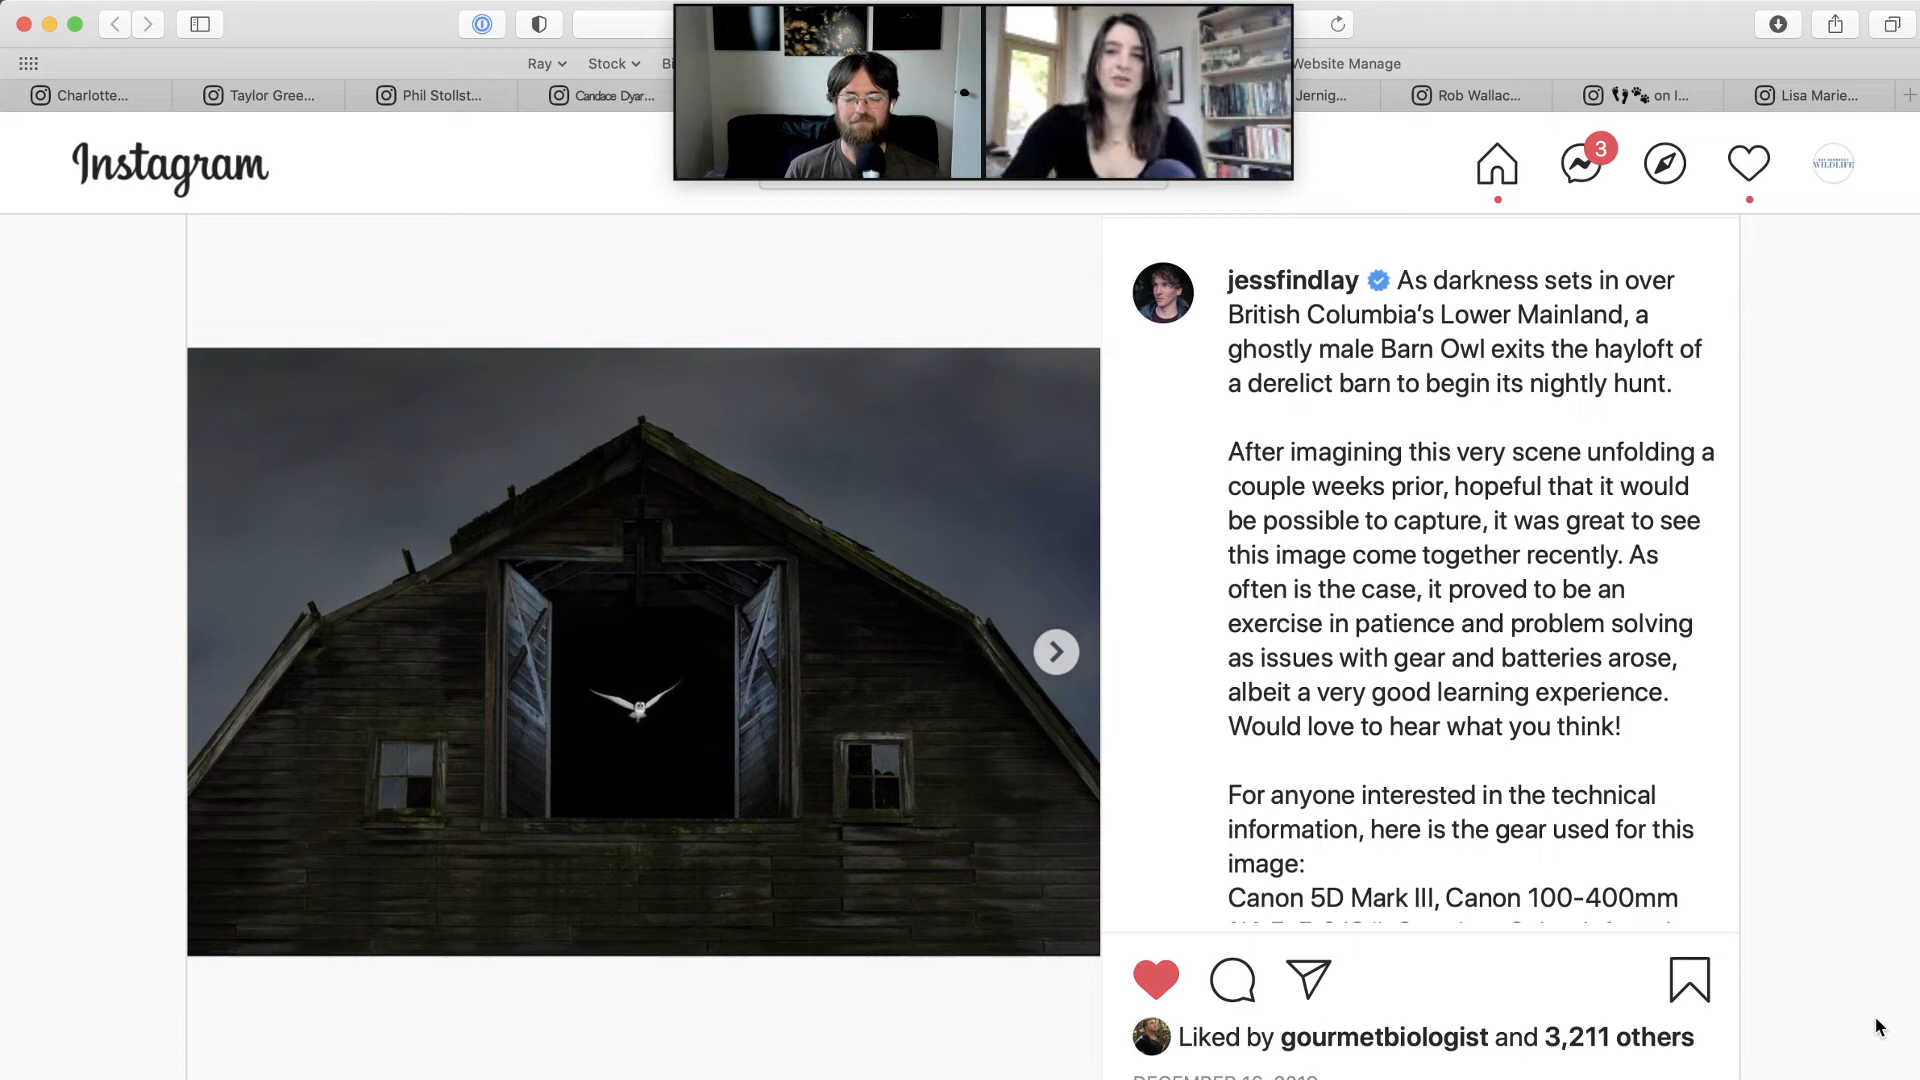 Ray
Stock
Website Manage
Charlotte...
Taylor Gree...
Phil Stollst...
Candace Dyar...
Jernig...
Rob Wallac...
on I...
Lisa Marie...
Instagram
3
WILDLIFE
jessfindlay As darkness sets in over
British Columbia’s Lower Mainland, a
ghostly male Barn Owl exits the hayloft of
a derelict barn to begin its nightly hunt.
After imagining this very scene unfolding a
couple weeks prior, hopeful that it would
be possible to capture, it was great to see
this image come together recently. As
often is the case, it proved to be an
exercise in patience and problem solving
as issues with gear and batteries arose,
albeit a very good learning experience.
Would love to hear what you think!
For anyone interested in the technical
information, here is the gear used for this
image:
Canon 5D Mark III, Canon 100-400mm
Liked by gourmetbiologist and 3,211 others